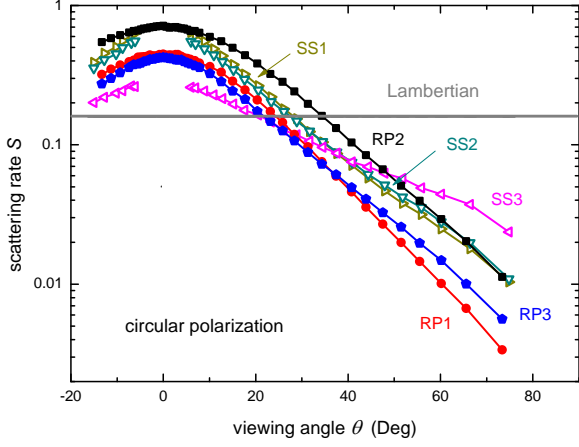 1
SS1
Lambertian
0.1
RP2
SS2
SS3
scattering rate S
0.01
circular polarization
RP1
RP3
-20 0 20 40 60 80
viewing angle θ (Deg)